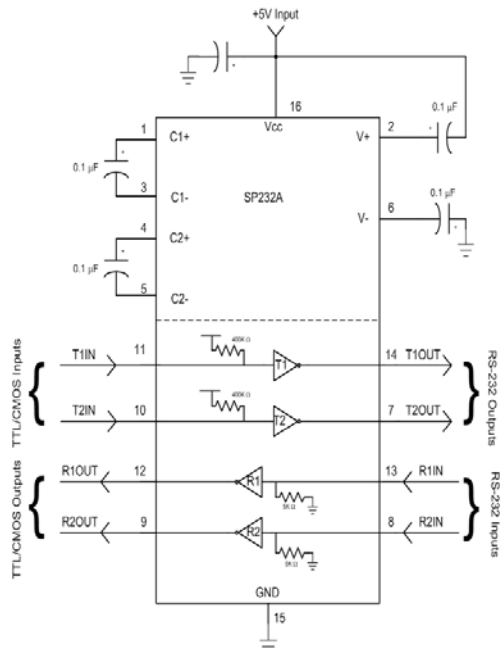 +5V Input
16
Vcc
1
C1+
V+
2
0.1 µF
0.1 µF
3
C1-
SP232A
0.1 µF
4
C2+
V-
6
0.1 µF
5
C2-
TTL/CMOS Inputs
T1IN
11
400K Ω
T1
14
T1OUT
RS-232 Outputs
T2IN
10
400K Ω
T2
7
T2OUT
TTL/CMOS Outputs
R1OUT
12
R1
5K Ω
13
R1IN
RS-232 Inputs
R2OUT
9
R2
5K Ω
8
R2IN
GND
15